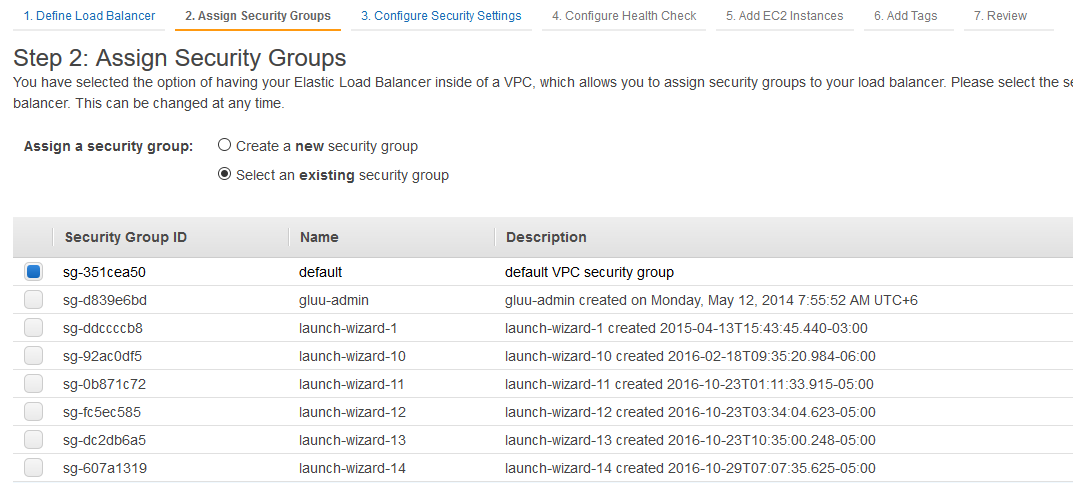 1. Define Load Balancer 2. Assign Security Groups 3. Configure Security Settings 4. Configure Health Check 5. Add EC2 Instances 6. Add Tags 7. Review
Step 2: Assign Security Groups
You have selected the option of having your Elastic Load Balancer inside of a VPC, which allows you to assign security groups to your load balancer. Please select the se
balancer. This can be changed at any time.
Assign a security group: Create a new security group
Select an existing security group
Security Group ID Name Description
sg-351cea50 default default VPC security group
sg-d839e6bd gluu-admin gluu-admin created on Monday, May 12, 2014 7:55:52 AM UTC+6
sg-ddccccb8 launch-wizard-1 launch-wizard-1 created 2015-04-13T15:43:45.440-03:00
sg-92ac0df5 launch-wizard-10 launch-wizard-10 created 2016-02-18T09:35:20.984-06:00
sg-0b871c72 launch-wizard-11 launch-wizard-11 created 2016-10-23T01:11:33.915-05:00
sg-fc5ec585 launch-wizard-12 launch-wizard-12 created 2016-10-23T03:34:04.623-05:00
sg-dc2db6a5 launch-wizard-13 launch-wizard-13 created 2016-10-23T10:35:00.248-05:00
sg-607a1319 launch-wizard-14 launch-wizard-14 created 2016-10-29T07:07:35.625-05:00